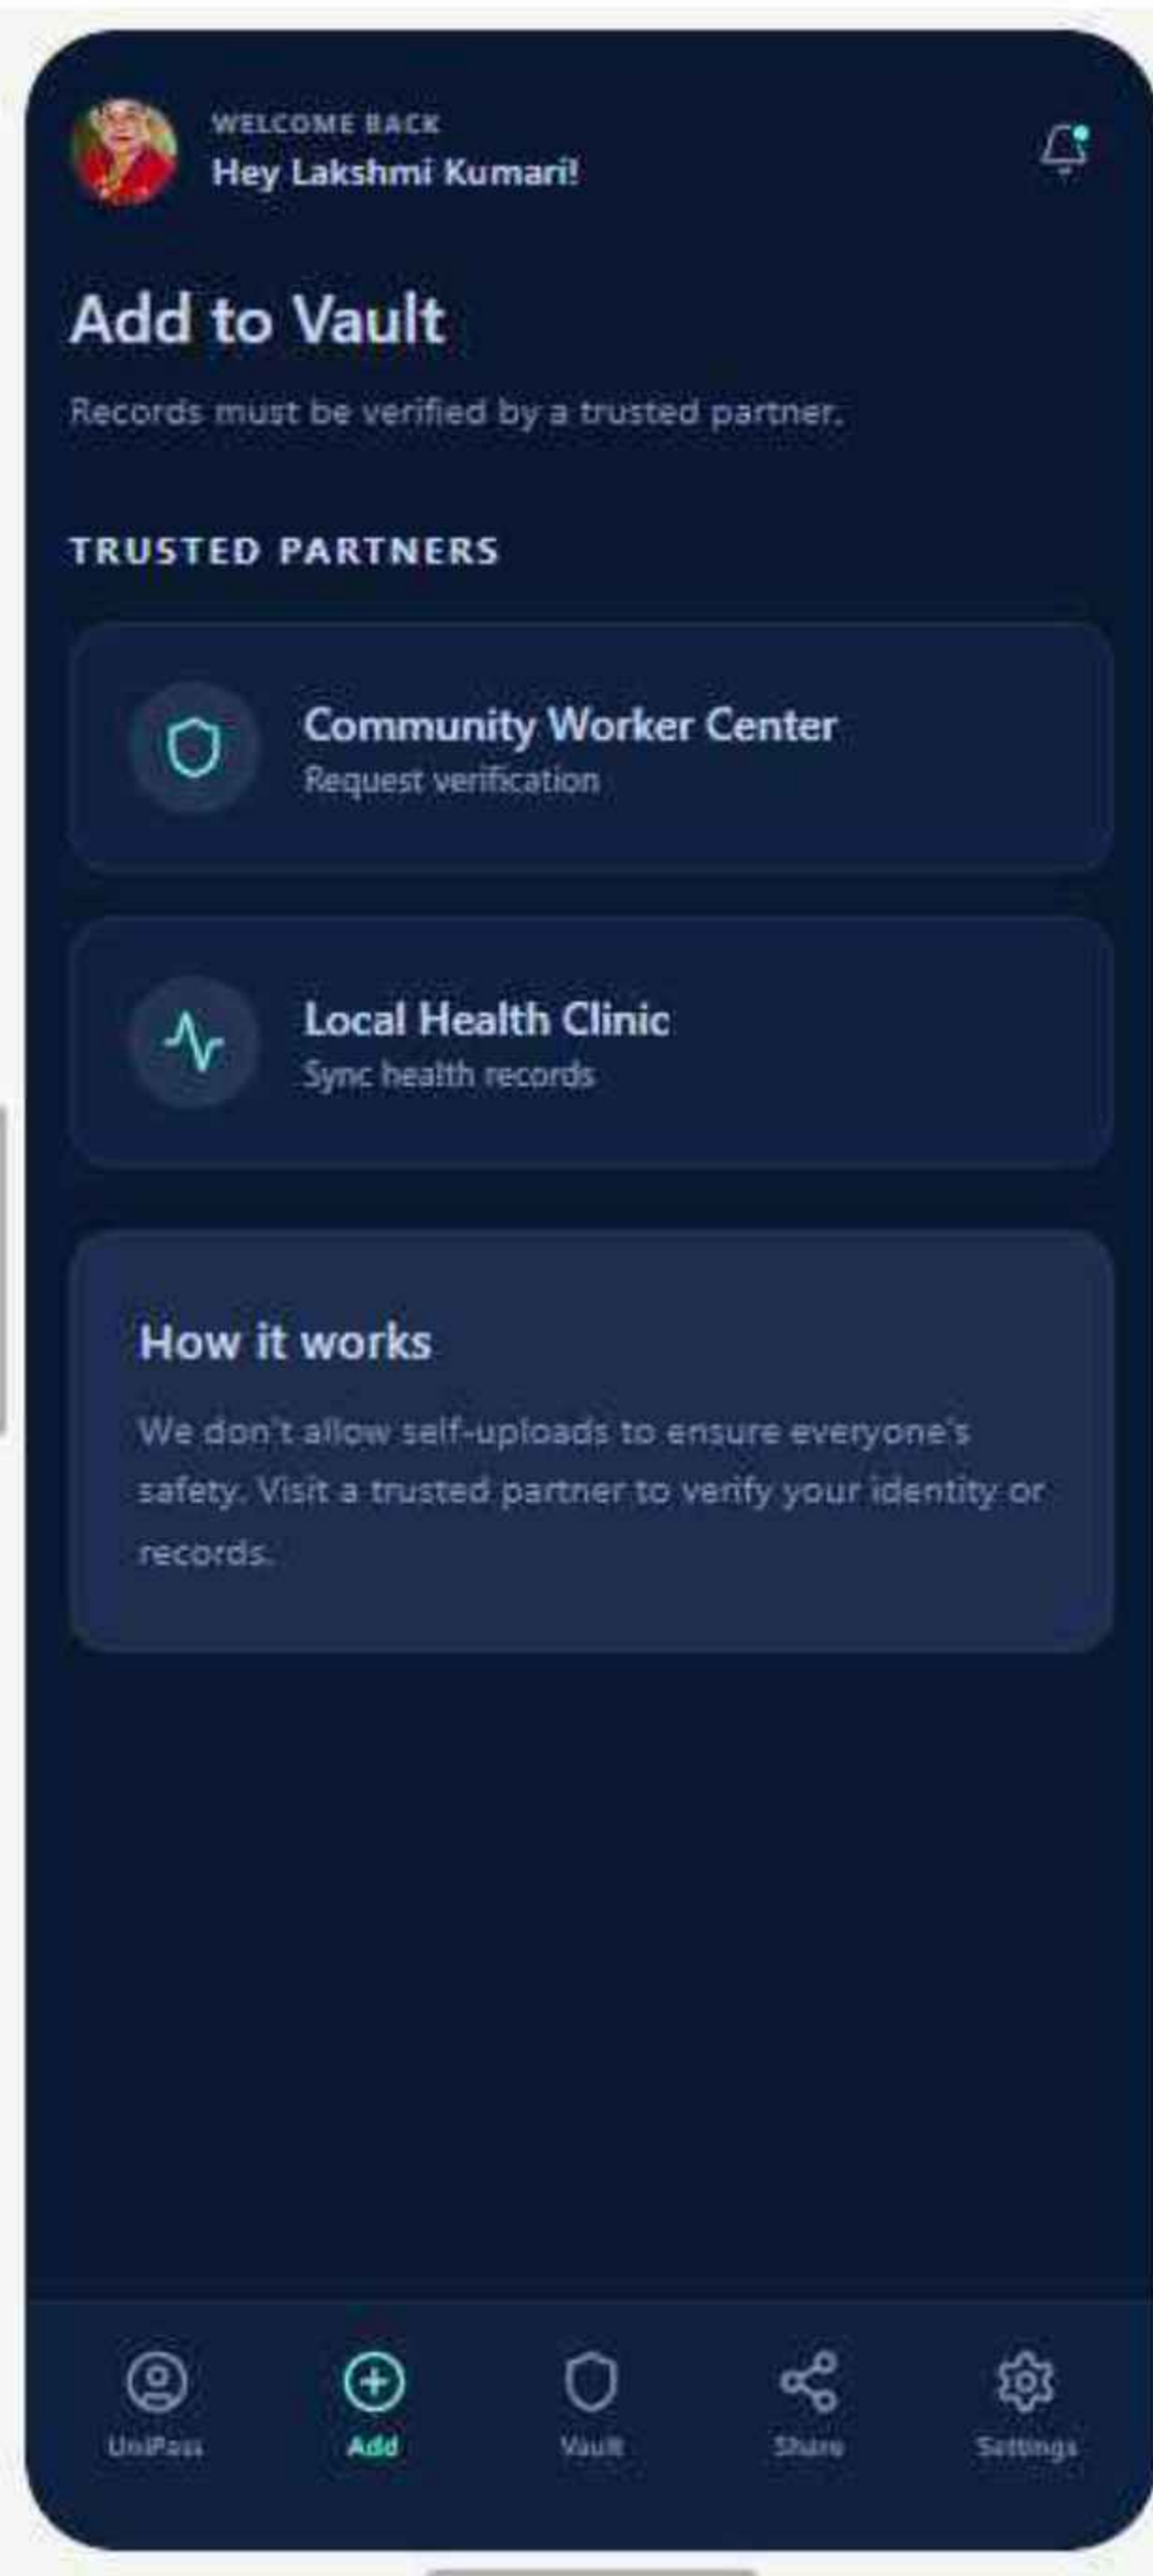 WELCOME BACK
Hey Lakshmi Kumari!
Add to Vault
Records must be verified by a trusted partner.
TRUSTED PARTNERS
Community Worker Center
Request verification
Local Health Clinic
Sync health records
How it works
We don't allow self-uploads to ensure everyone's
safety. Visit a trusted partner to verify your identity or
records.
UniPass
Add
Vault
Share
Settings